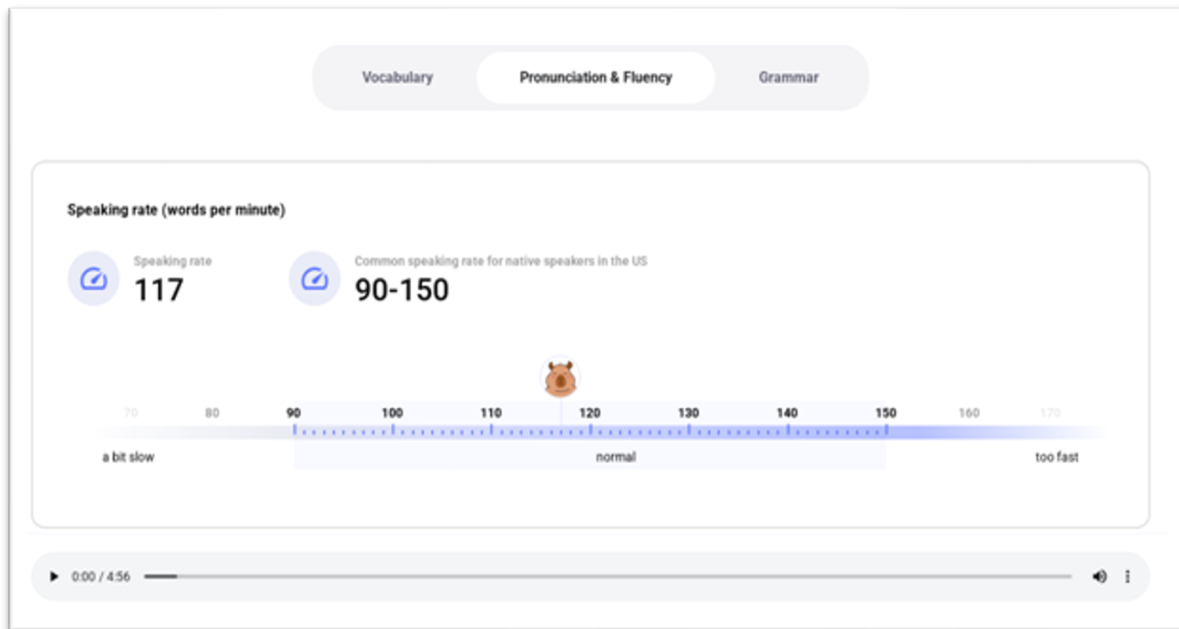 Vocabulary Pronunciation & Fluency Grammar
Speaking rate (words per minute)
Speaking rate Common speaking rate for native speakers in the US
117 90-150
70 80 90 100 110 120 130 140 150 160 170
a bit slow normal too fast
0:00 / 4:56